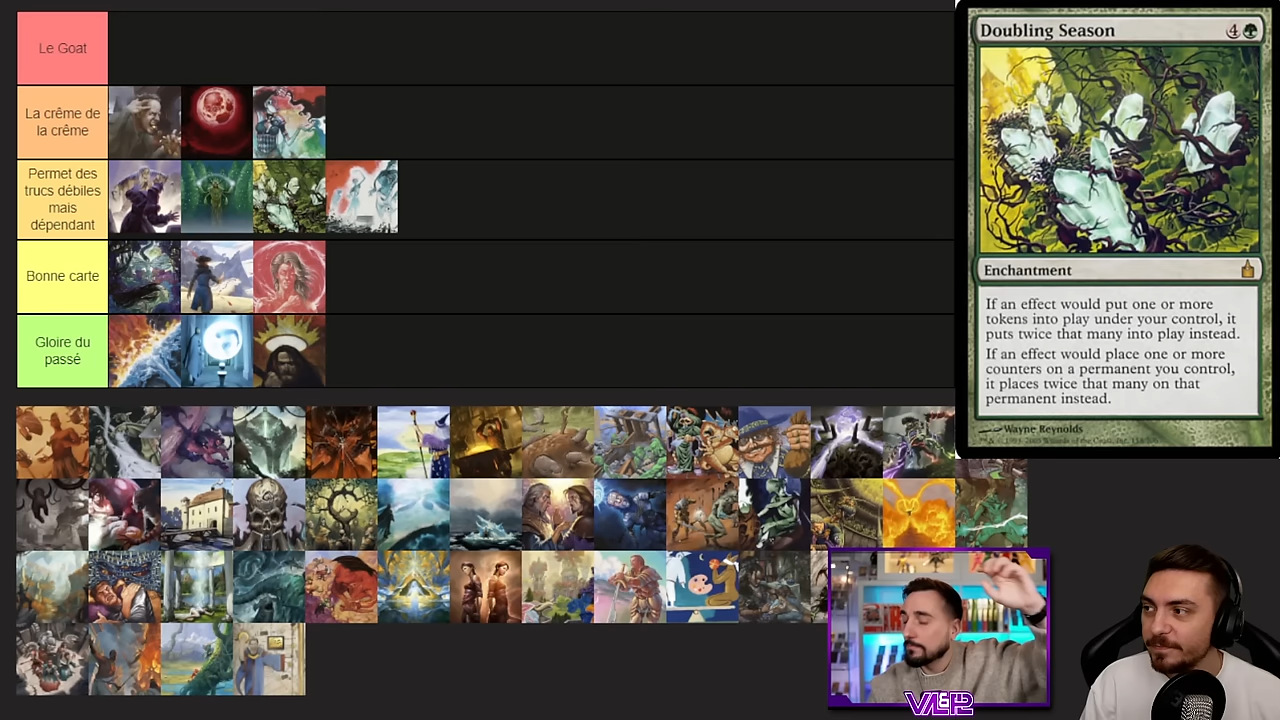 Le Goat
La crême de
la crême
Permet des
trucs débiles
mais
dépendant
Bonne carte
Gloire du
passé
Doubling Season
4
Enchantment
If an effect would put one or more
tokens into play under your control, it
puts twice that many into play instead.
If an effect would place one or more
counters on a permanent you control,
it places twice that many on that
permanent instead.
Wayne Reynolds